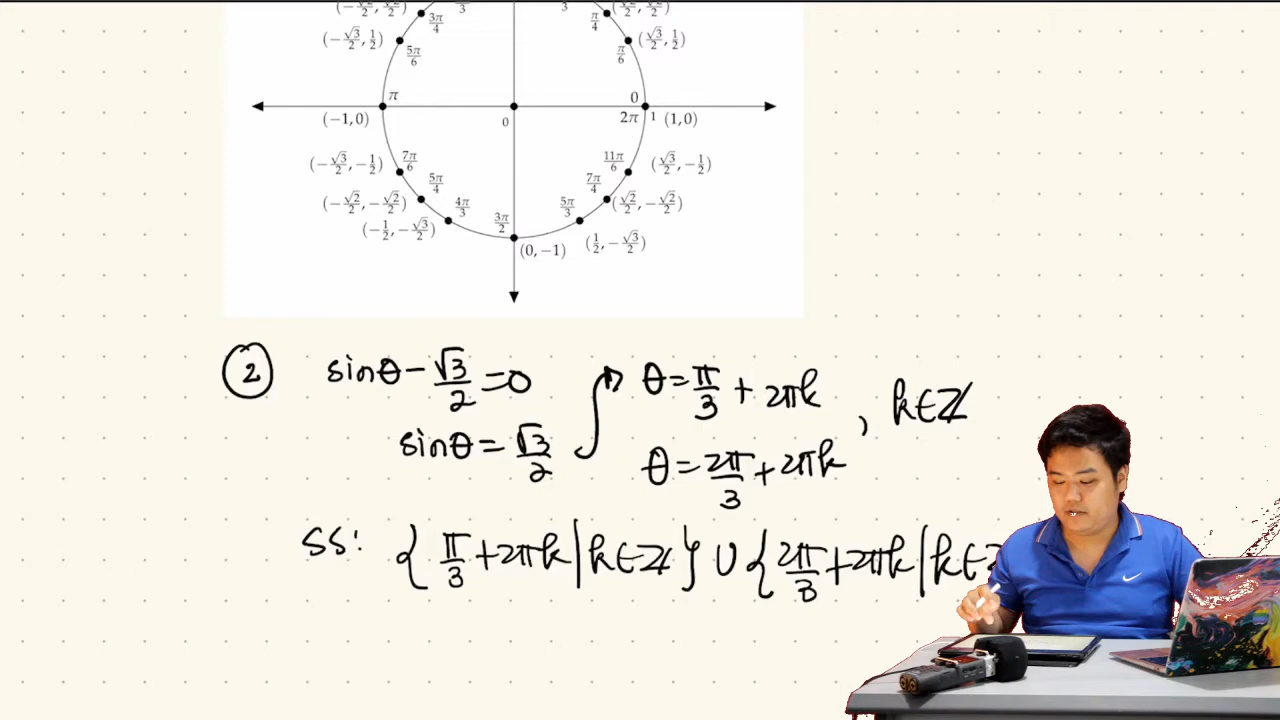 (-√3/2, 1/2) 3π/4 π/4 (√3/2, 1/2)
5π/6 π/6
π 0
(-1, 0) 0 2π 1 (1, 0)
(-√3/2, -1/2) 7π/6 11π/6 (√3/2, -1/2)
(-√2/2, -√2/2) 5π/4 7π/4 (√2/2, -√2/2)
(-1/2, -√3/2) 4π/3 3π/2 5π/3 (1/2, -√3/2)
(0, -1)
② sinθ - √3/2 = 0 θ = π/3 + 2πk
sinθ = √3/2 θ = 2π/3 + 2πk , k∈ℤ
SS: { π/3 + 2πk | k∈ℤ } ∪ { 2π/3 + 2πk | k∈